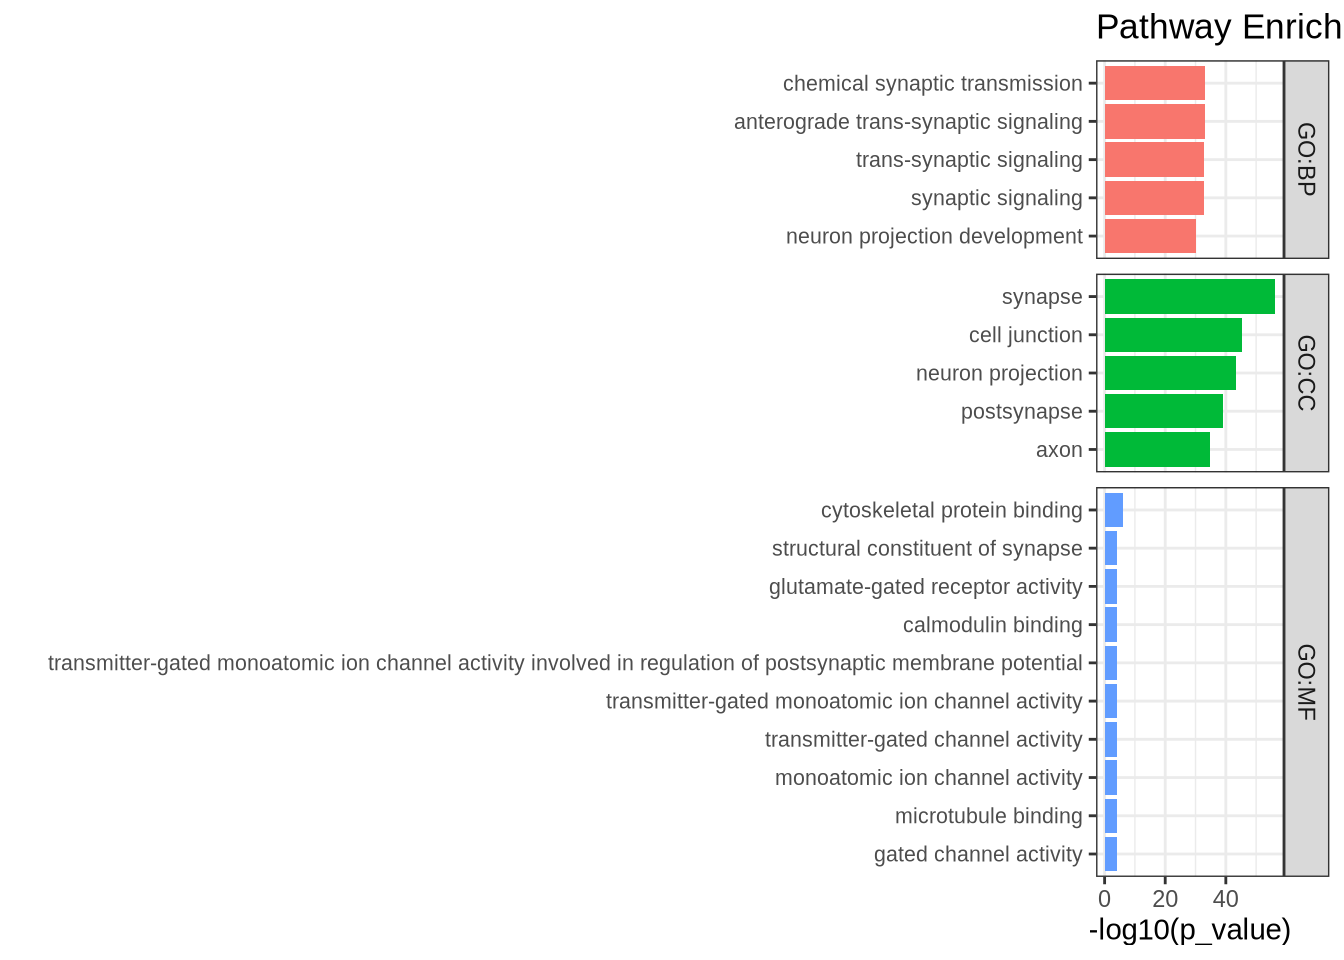 Pathway Enrich
chemical synaptic transmission
anterograde trans-synaptic signaling
trans-synaptic signaling
synaptic signaling
neuron projection development
GO:BP
synapse
cell junction
neuron projection
postsynapse
axon
GO:CC
cytoskeletal protein binding
structural constituent of synapse
glutamate-gated receptor activity
calmodulin binding
transmitter-gated monoatomic ion channel activity involved in regulation of postsynaptic membrane potential
transmitter-gated monoatomic ion channel activity
transmitter-gated channel activity
monoatomic ion channel activity
microtubule binding
gated channel activity
GO:MF
0 20 40
-log10(p_value)